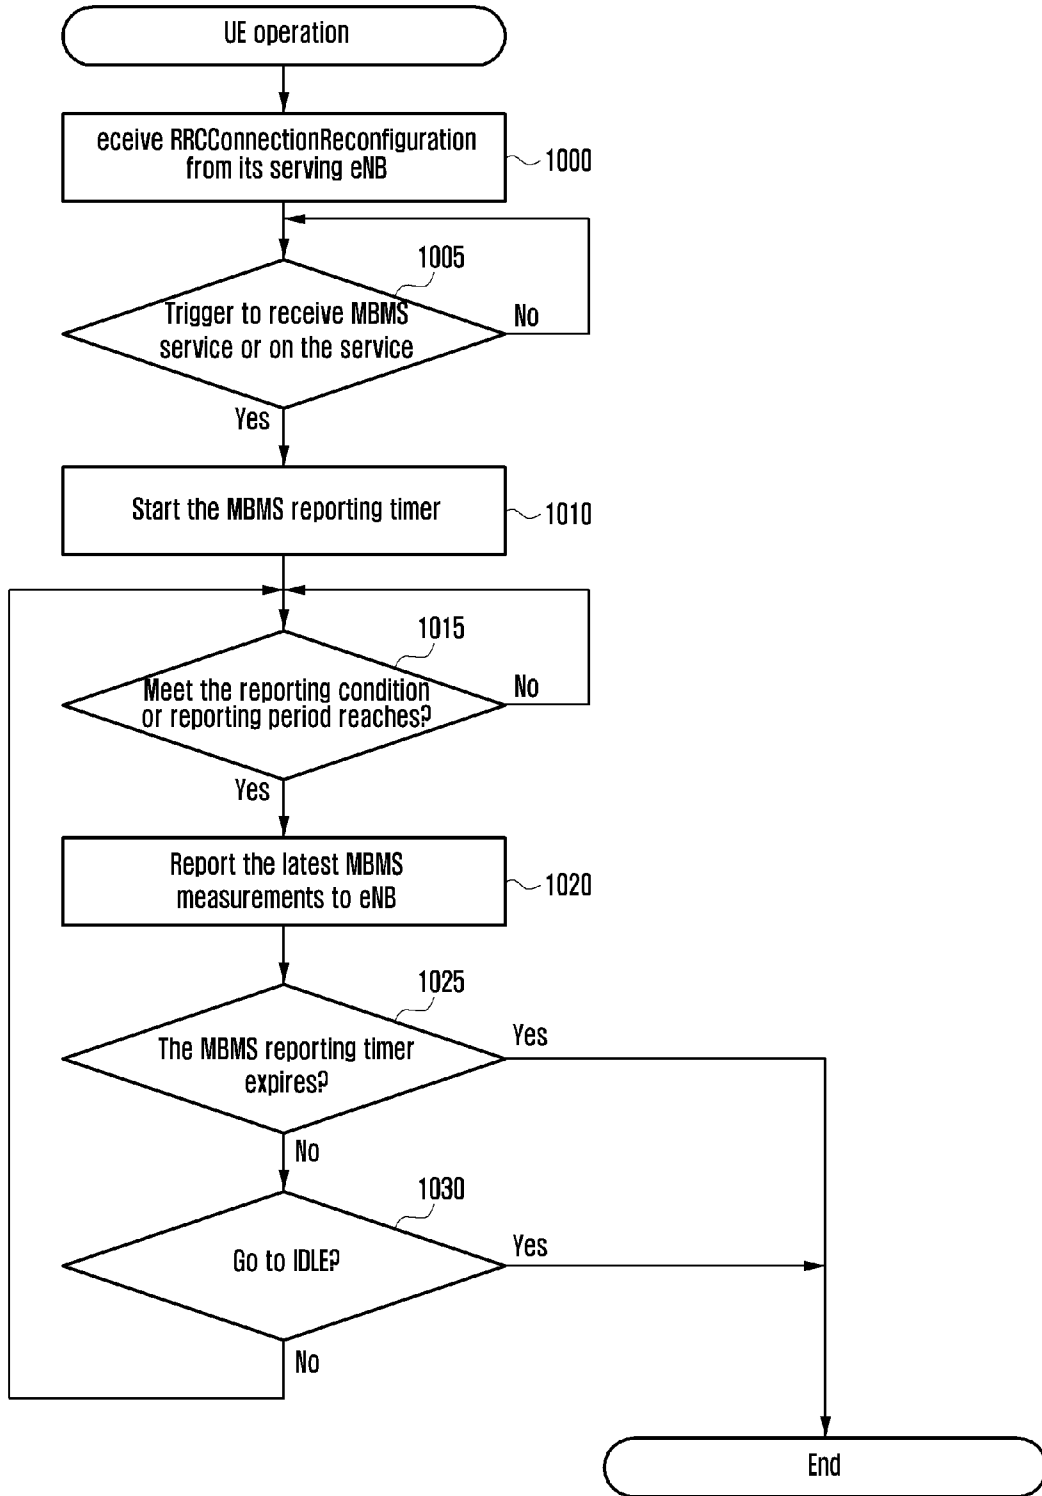 UE operation
eceive RRCConnectionReconfiguration
from its serving eNB
1000
1005
Trigger to receive MBMS
service or on the service
No
Yes
Start the MBMS reporting timer
1010
1015
Meet the reporting condition
or reporting period reaches?
No
Yes
Report the latest MBMS
measurements to eNB
1020
1025
The MBMS reporting timer
expires?
Yes
No
1030
Go to IDLE?
Yes
No
End